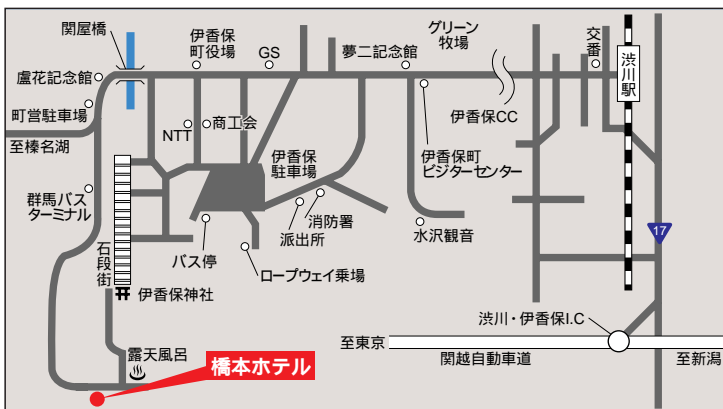 関屋橋
伊香保
町役場
GS
夢二記念館
グリーン
牧場
交番
渋川駅
盧花記念館
町営駐車場
至榛名湖
NTT
商工会
伊香保
駐車場
伊香保CC
伊香保町
ビジターセンター
群馬バス
ターミナル
石段街
バス停
派出所
消防署
水沢観音
17
ロープウェイ乗場
伊香保神社
渋川・伊香保I.C
至東京
関越自動車道
至新潟
露天風呂
橋本ホテル